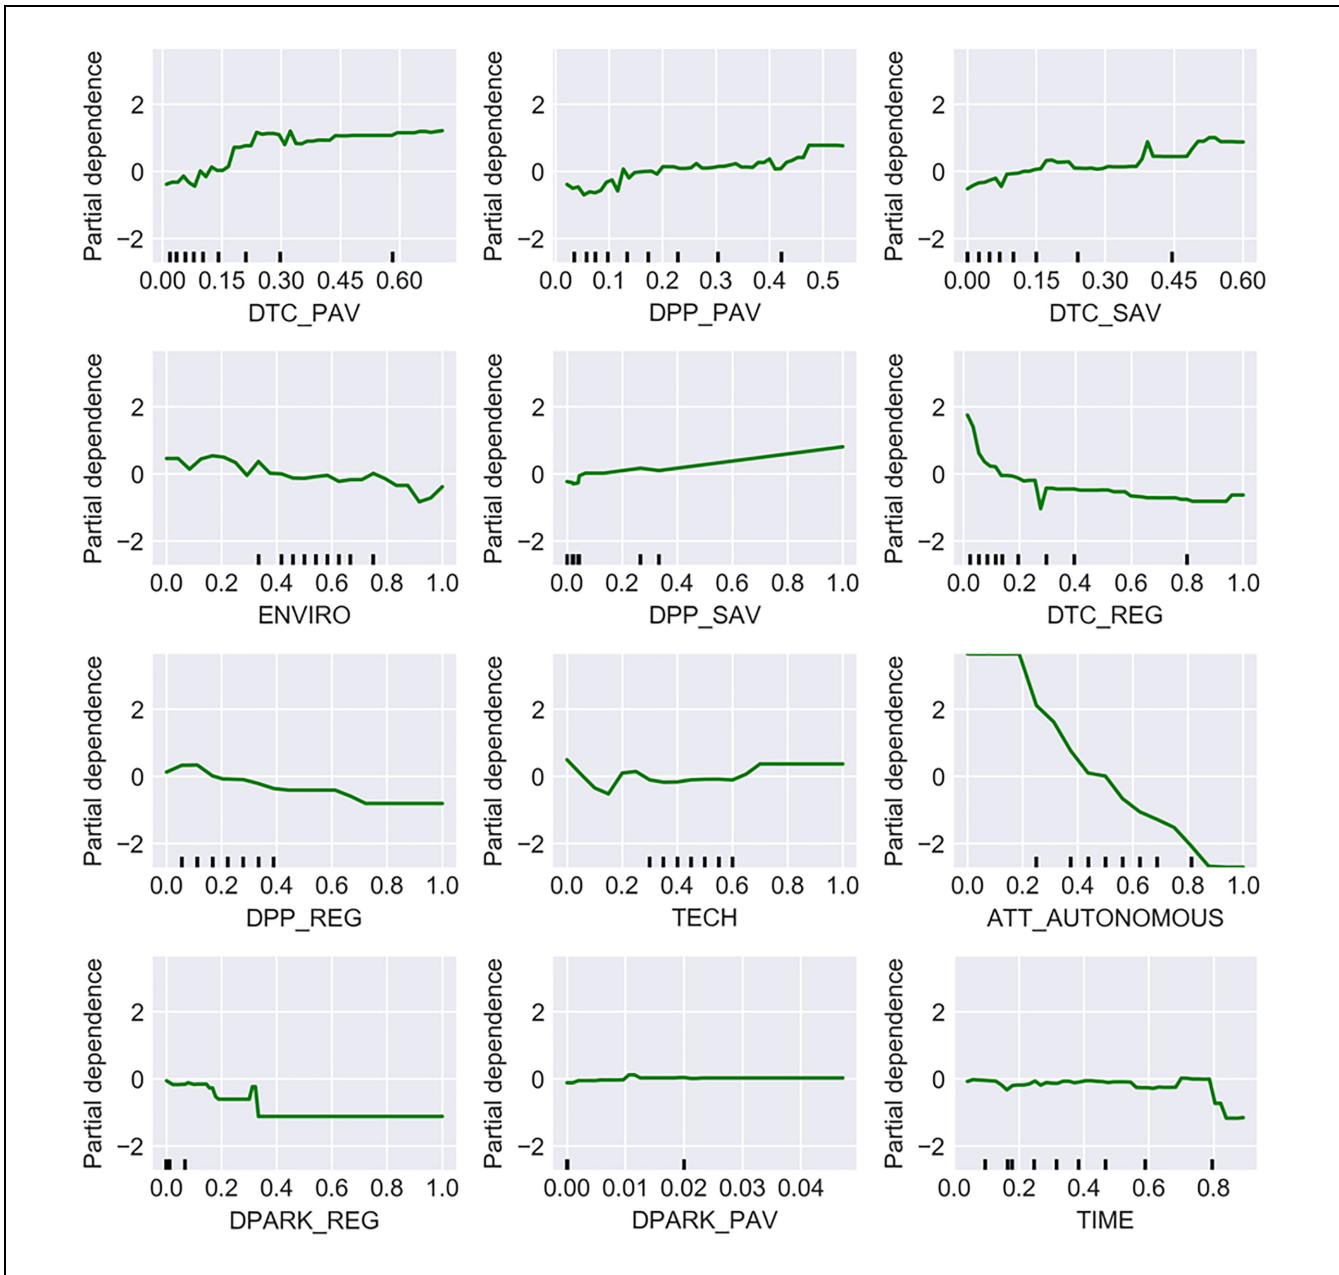 Partial dependence
2
0
−2
0.00 0.15 0.30 0.45 0.60
DTC_PAV
Partial dependence
2
0
−2
0.0 0.1 0.2 0.3 0.4 0.5
DPP_PAV
Partial dependence
2
0
−2
0.00 0.15 0.30 0.45 0.60
DTC_SAV
Partial dependence
2
0
−2
0.0 0.2 0.4 0.6 0.8 1.0
ENVIRO
Partial dependence
2
0
−2
0.0 0.2 0.4 0.6 0.8 1.0
DPP_SAV
Partial dependence
2
0
−2
0.0 0.2 0.4 0.6 0.8 1.0
DTC_REG
Partial dependence
2
0
−2
0.0 0.2 0.4 0.6 0.8 1.0
DPP_REG
Partial dependence
2
0
−2
0.0 0.2 0.4 0.6 0.8 1.0
TECH
Partial dependence
2
0
−2
0.0 0.2 0.4 0.6 0.8 1.0
ATT_AUTONOMOUS
Partial dependence
2
0
−2
0.0 0.2 0.4 0.6 0.8 1.0
DPARK_REG
Partial dependence
2
0
−2
0.00 0.01 0.02 0.03 0.04
DPARK_PAV
Partial dependence
2
0
−2
0.0 0.2 0.4 0.6 0.8
TIME